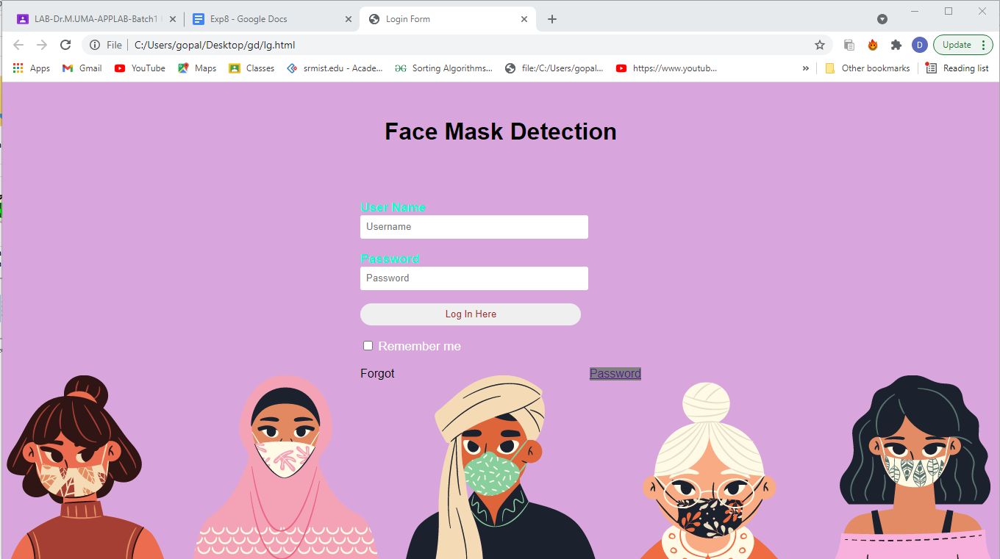 LAB-Dr.M.UMA-APPLAB-Batch1
Exp8 - Google Docs
Login Form
File
C:/Users/gopal/Desktop/gd/lg.html
D
Update
Apps
Gmail
YouTube
Maps
Classes
srmist.edu - Acade...
Sorting Algorithms...
file:/C:/Users/gopal...
https://www.youtub...
»
Other bookmarks
Reading list
Face Mask Detection
User Name
Username
Password
Password
Log In Here
Remember me
Forgot Password